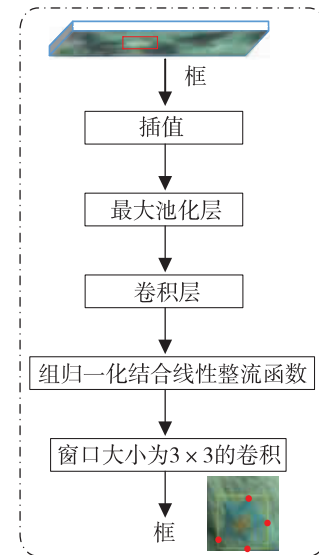 框
插值
最大池化层
卷积层
组归一化结合线性整流函数
窗口大小为3×3的卷积
框